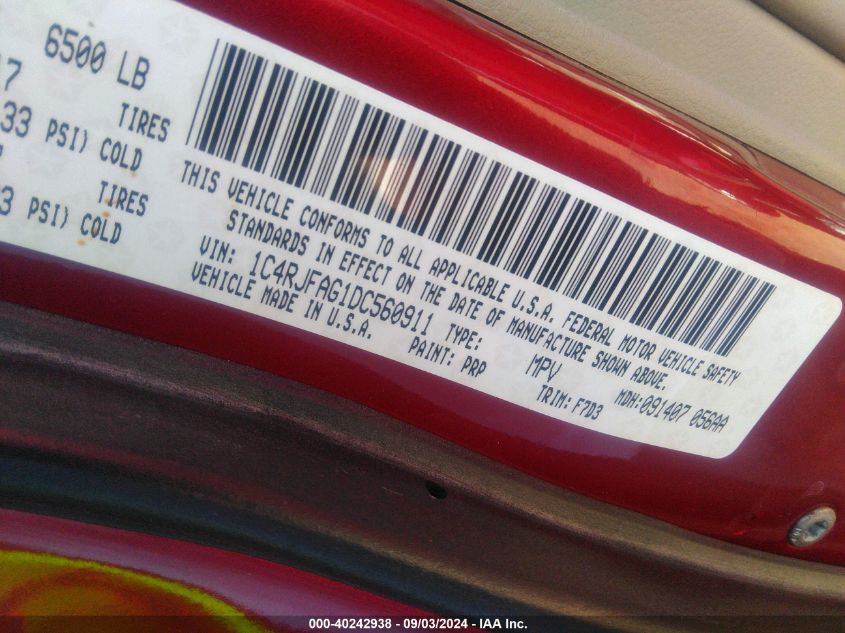 6500 LB
TIRES
33 PSI) COLD
TIRES
PSI) COLD
THIS VEHICLE CONFORMS TO ALL APPLICABLE U.S.A. FEDERAL MOTOR VEHICLE SAFETY
STANDARDS IN EFFECT ON THE DATE OF MANUFACTURE SHOWN ABOVE.
VIN: 1C4RJFAG1DC560911 TYPE: MPV MDH:091407 056AA
VEHICLE MADE IN U.S.A. PAINT: PRP TRIM: F7D3
000-40242938 - 09/03/2024 - IAA Inc.